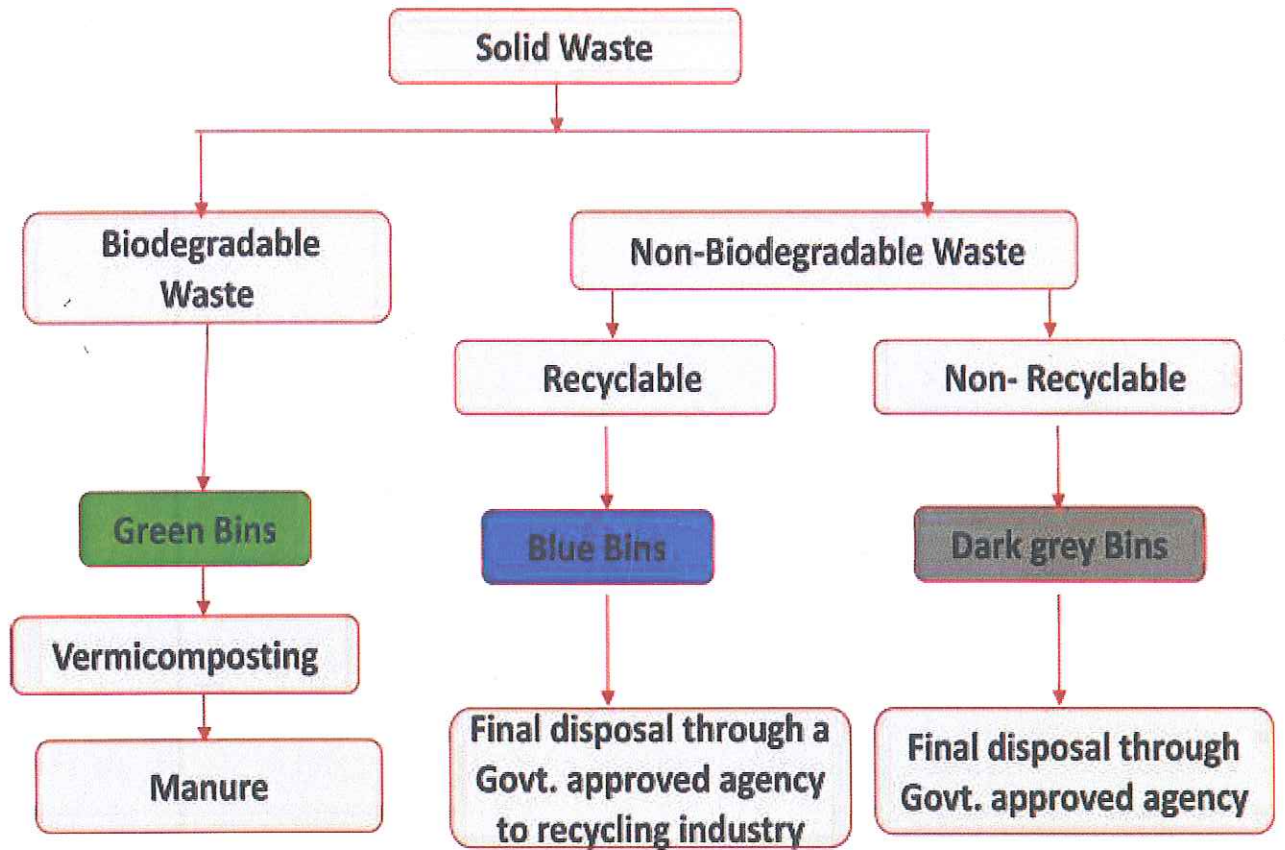 Solid Waste
Biodegradable
Waste
Non-Biodegradable Waste
Recyclable
Non- Recyclable
Green Bins
Blue Bins
Dark grey Bins
Vermicomposting
Manure
Final disposal through a
Govt. approved agency
to recycling industry
Final disposal through
Govt. approved agency